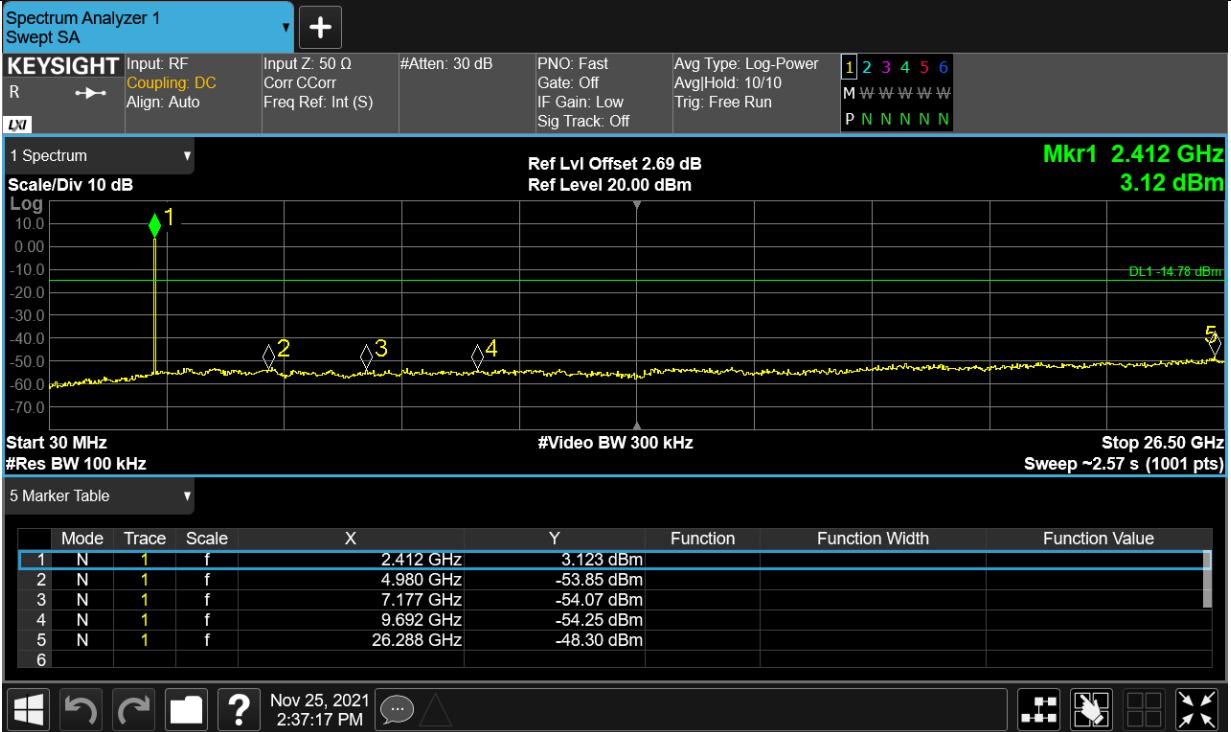 Spectrum Analyzer 1
Swept SA
KEYSIGHT
R
LXI
Input: RF
Coupling: DC
Align: Auto
Input Z: 50 Ω
Corr CCorr
Freq Ref: Int (S)
#Atten: 30 dB
PNO: Fast
Gate: Off
IF Gain: Low
Sig Track: Off
Avg Type: Log-Power
Avg|Hold: 10/10
Trig: Free Run
1 2 3 4 5 6
M W W W W W
P N N N N N
1 Spectrum
Scale/Div 10 dB
Ref Lvl Offset 2.69 dB
Ref Level 20.00 dBm
Mkr1 2.412 GHz
3.12 dBm
Log
10.0
0.00
-10.0
-20.0
-30.0
-40.0
-50.0
-60.0
-70.0
1
DL1 -14.78 dBm
2
3
4
5
Start 30 MHz
#Video BW 300 kHz
Stop 26.50 GHz
#Res BW 100 kHz
Sweep ~2.57 s (1001 pts)
5 Marker Table
Mode Trace Scale X Y Function Function Width Function Value
1 N 1 f 2.412 GHz 3.123 dBm
2 N 1 f 4.980 GHz -53.85 dBm
3 N 1 f 7.177 GHz -54.07 dBm
4 N 1 f 9.692 GHz -54.25 dBm
5 N 1 f 26.288 GHz -48.30 dBm
6
?
Nov 25, 2021
2:37:17 PM